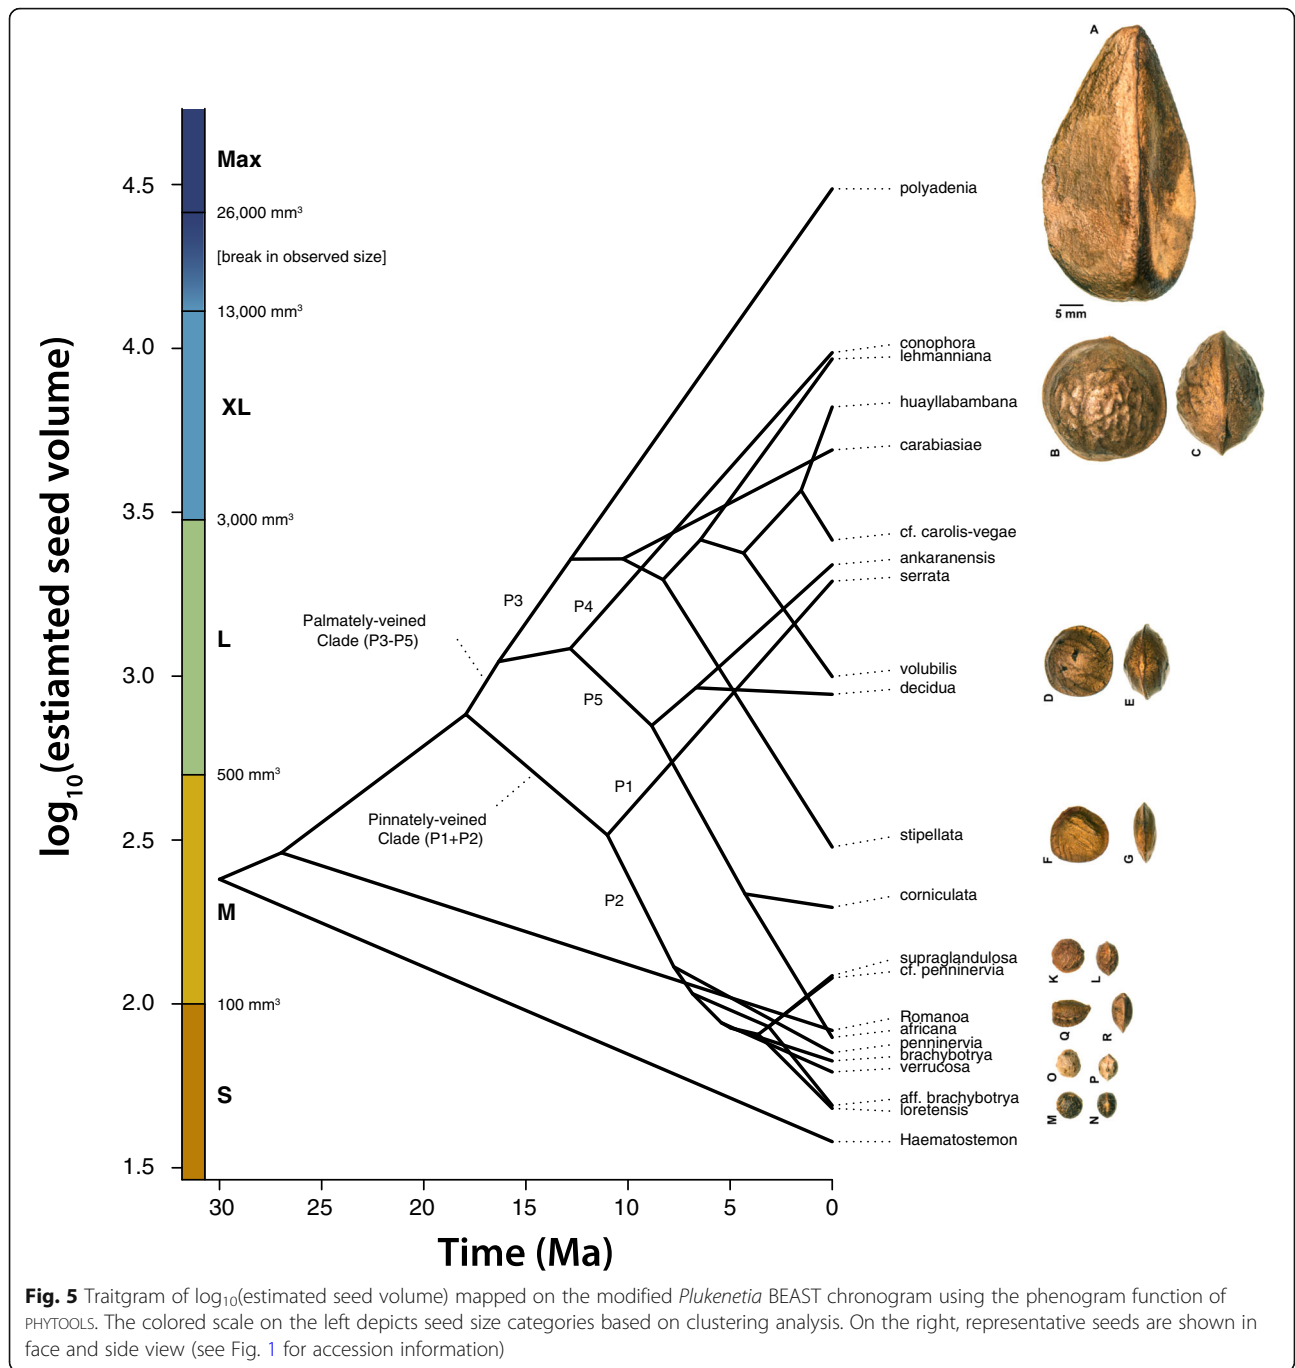 A
4.5
Max
26,000 mm³
[break in observed size]
13,000 mm³
polyadenia
5 mm
4.0
XL
conophora
lehmanniana
huayllabambana
carabiasiae
B
C
3.5
3,000 mm³
cf. carolis-vegae
ankaranensis
serrata
P3
P4
Palmately-veined
Clade (P3-P5)
L
log₁₀(estiamted seed volume)
3.0
volubilis
decidua
P5
D
E
500 mm³
P1
Pinnately-veined
Clade (P1+P2)
2.5
stipellata
F
G
corniculata
P2
M
supraglandulosa
cf. penninervia
K
L
2.0
100 mm³
Romanoa
africana
penninervia
brachybotrya
verrucosa
Q
R
O
P
S
aff. brachybotrya
loretensis
M
N
Haematostemon
1.5
30 25 20 15 10 5 0
Time (Ma)
Fig. 5 Traitgram of log₁₀(estimated seed volume) mapped on the modified Plukenetia BEAST chronogram using the phenogram function of
PHYTOOLS. The colored scale on the left depicts seed size categories based on clustering analysis. On the right, representative seeds are shown in
face and side view (see Fig. 1 for accession information)